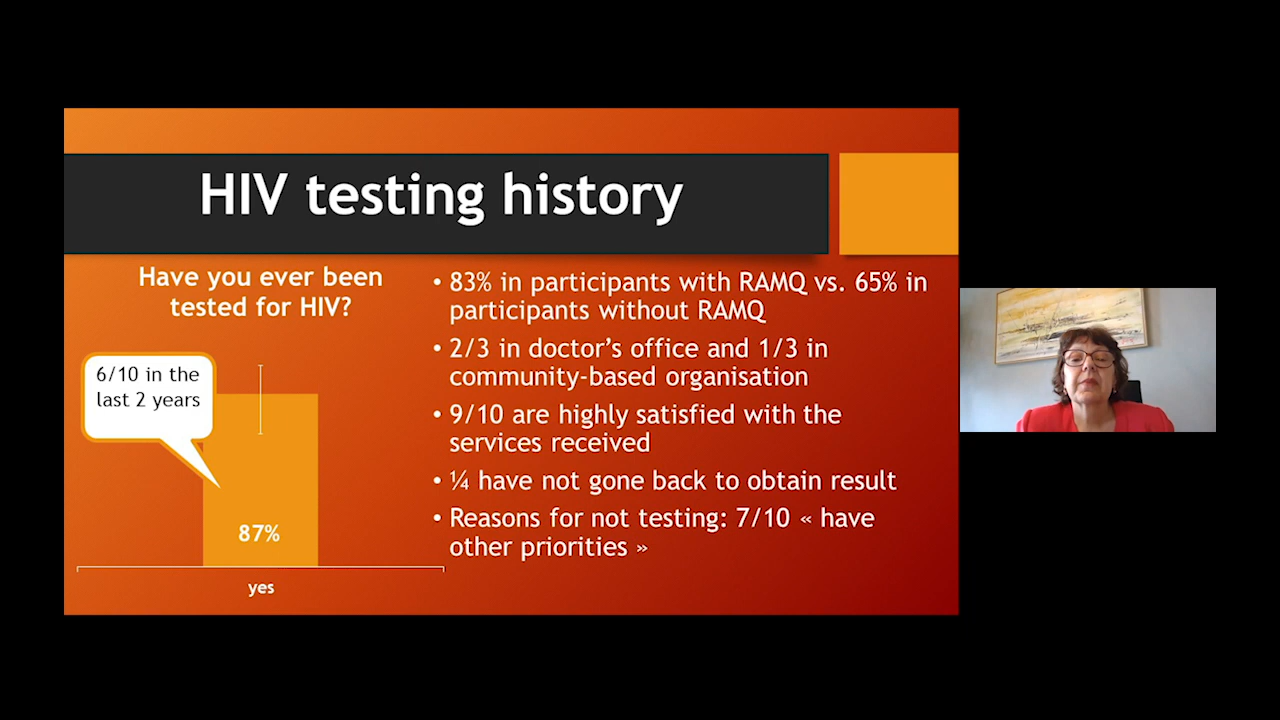 HIV testing history
Have you ever been
tested for HIV?
6/10 in the
last 2 years
87%
yes
• 83% in participants with RAMQ vs. 65% in
participants without RAMQ
• 2/3 in doctor’s office and 1/3 in
community-based organisation
• 9/10 are highly satisfied with the
services received
• ¼ have not gone back to obtain result
• Reasons for not testing: 7/10 « have
other priorities »